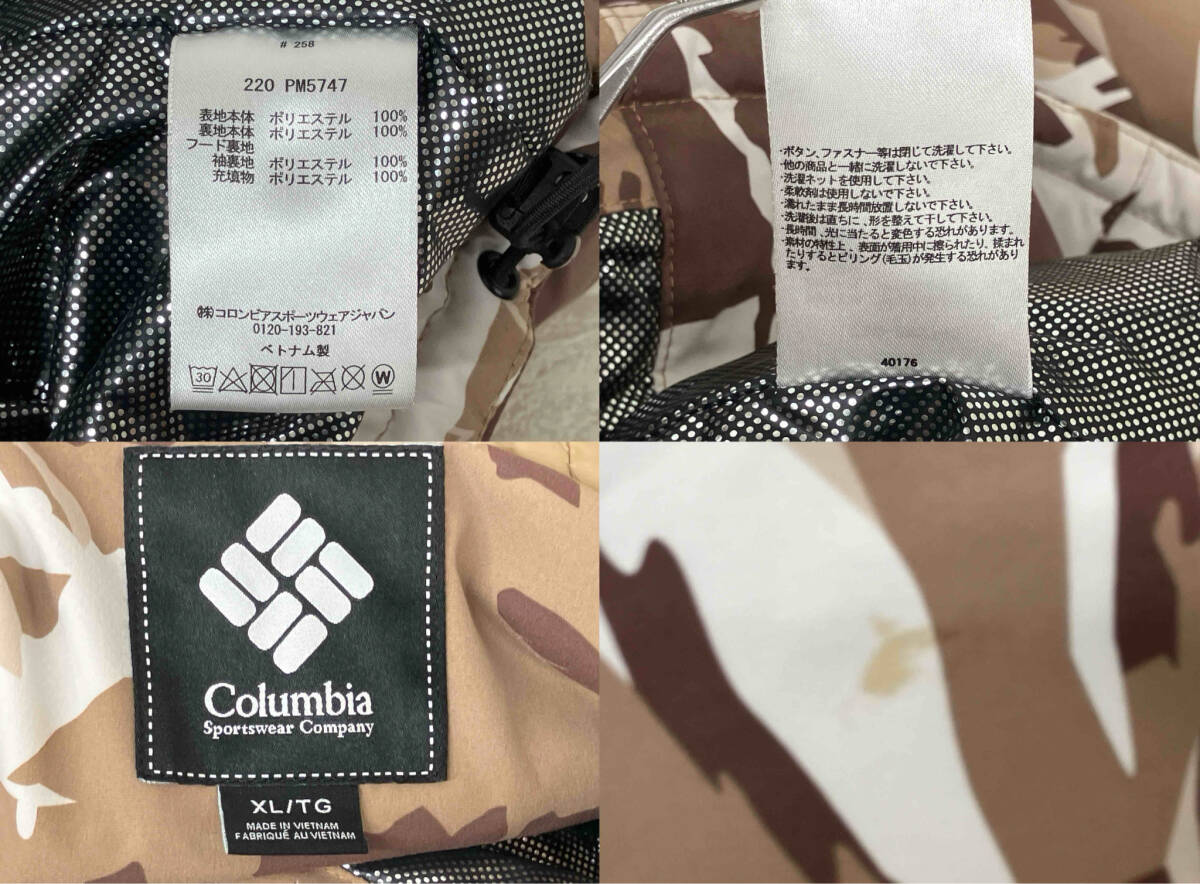 # 258
220 PM5747
表地本体 ポリエステル 100%
裏地本体 ポリエステル 100%
フード裏地
袖裏地 ポリエステル 100%
充填物 ポリエステル 100%
㈱コロンビアスポーツウェアジャパン
0120-193-821
ベトナム製
30
W
・ボタン、ファスナー等は閉じて洗濯して下さい。
・他の商品と一緒に洗濯しないで下さい。
・洗濯ネットを使用して下さい。
・柔軟剤は使用しないで下さい。
・濡れたまま長時間放置しないで下さい。
・洗濯後は直ちに、形を整えて干して下さい。
・長時間、光に当たると変色する恐れがあります。
・素材の特性上、表面が着用中に擦られたり、揉まれ
たりするとピリング(毛玉)が発生する恐れがあり
ます。
40176
Columbia
Sportswear Company
XL/TG
MADE IN VIETNAM
FABRIQUÉ AU VIETNAM